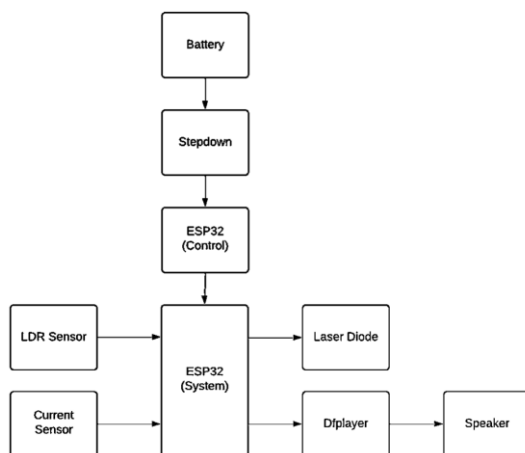 Battery
Stepdown
ESP32
(Control)
LDR Sensor
ESP32
(System)
Laser Diode
Current
Sensor
Dfplayer
Speaker